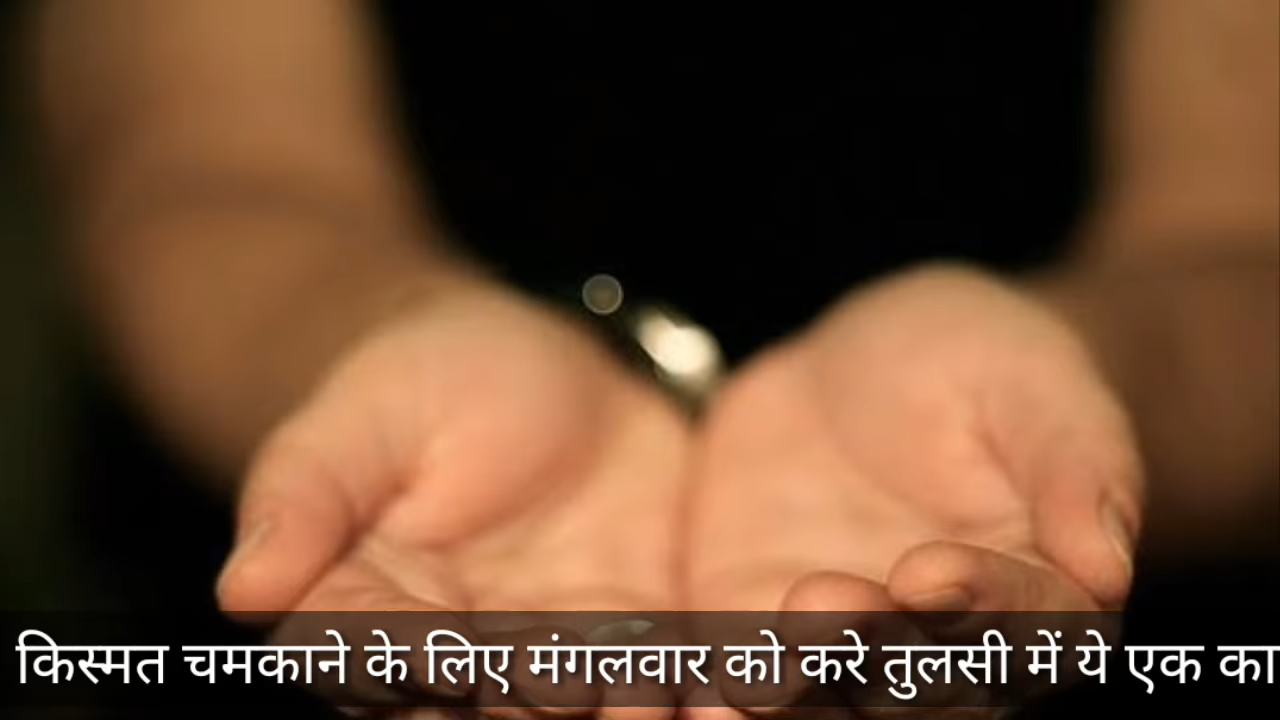 किस्मत चमकाने के लिए मंगलवार को करे तुलसी में ये एक का